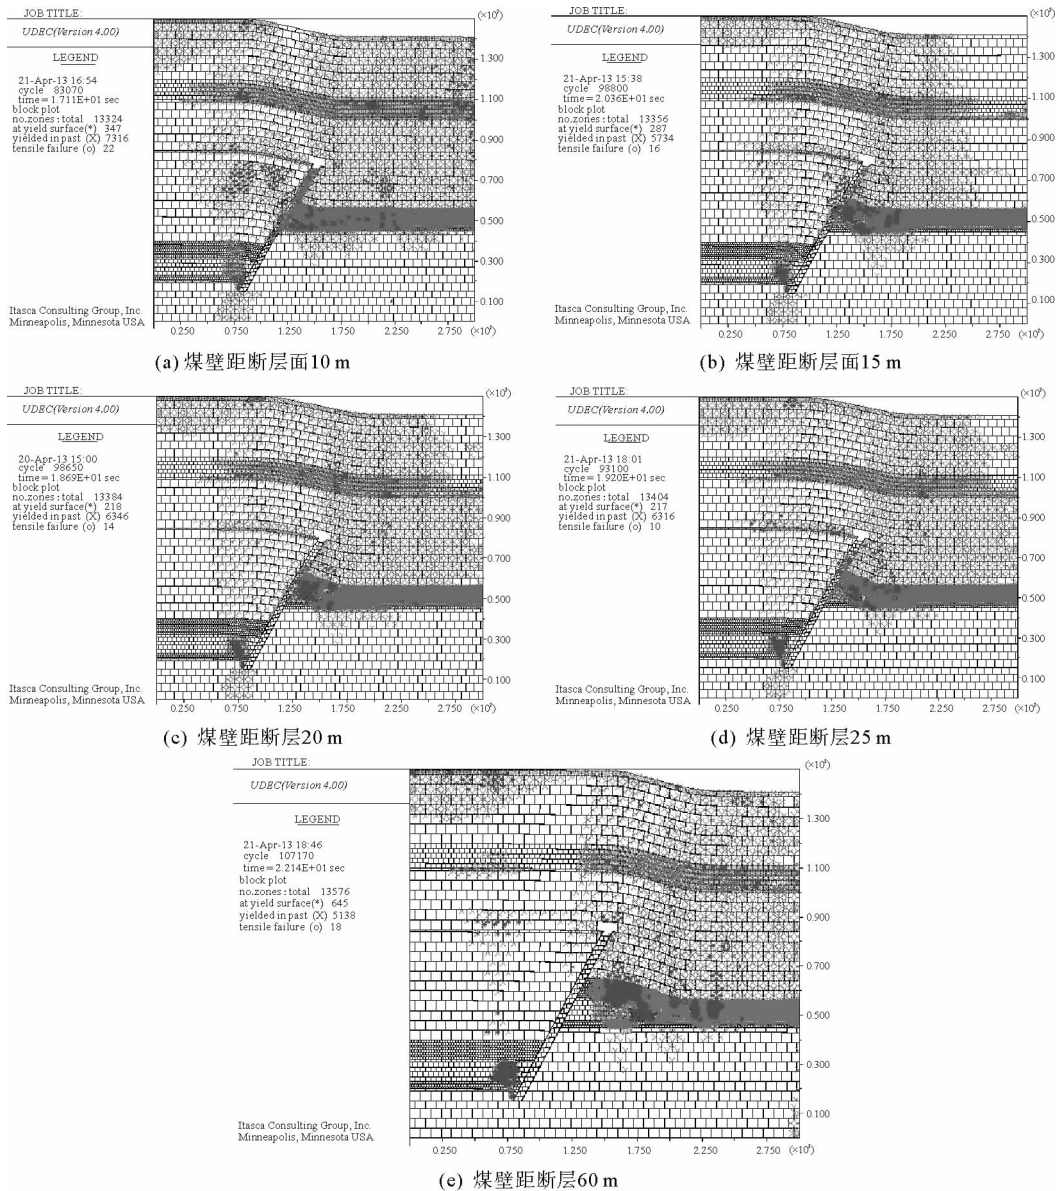 JOB TITLE:
UDEC(Version 4.00)
LEGEND
21-Apr-13 16:54
cycle 83070
time=1.711E+01 sec
block plot
no.zones: total 13324
at yield surface(*) 347
yielded in past (X) 7316
tensile failure (o) 22
Itasca Consulting Group, Inc.
Minneapolis, Minnesota USA
1.300
1.100
0.900
0.700
0.500
0.300
0.100
0.250 0.750 1.250 1.750 2.250 2.750
(a) 煤壁距断层面10 m
JOB TITLE:
UDEC(Version 4.00)
LEGEND
21-Apr-13 15:38
cycle 98800
time=2.036E+01 sec
block plot
no.zones: total 13356
at yield surface(*) 287
yielded in past (X) 5734
tensile failure (o) 16
Itasca Consulting Group, Inc.
Minneapolis, Minnesota USA
1.300
1.100
0.900
0.700
0.500
0.300
0.100
0.250 0.750 1.250 1.750 2.250 2.750
(b) 煤壁距断层面15 m
JOB TITLE:
UDEC(Version 4.00)
LEGEND
20-Apr-13 15:00
cycle 98650
time=1.869E+01 sec
block plot
no.zones: total 13384
at yield surface(*) 218
yielded in past (X) 6346
tensile failure (o) 14
Itasca Consulting Group, Inc.
Minneapolis, Minnesota USA
1.300
1.100
0.900
0.700
0.500
0.300
0.100
0.250 0.750 1.250 1.750 2.250 2.750
(c) 煤壁距断层20 m
JOB TITLE:
UDEC(Version 4.00)
LEGEND
21-Apr-13 18:01
cycle 93100
time=1.920E+01 sec
block plot
no.zones: total 13404
at yield surface(*) 217
yielded in past (X) 6316
tensile failure (o) 10
Itasca Consulting Group, Inc.
Minneapolis, Minnesota USA
1.300
1.100
0.900
0.700
0.500
0.300
0.100
0.250 0.750 1.250 1.750 2.250 2.750
(d) 煤壁距断层25 m
JOB TITLE:
UDEC(Version 4.00)
LEGEND
21-Apr-13 18:46
cycle 107170
time=2.214E+01 sec
block plot
no.zones: total 13576
at yield surface(*) 645
yielded in past (X) 5138
tensile failure (o) 18
Itasca Consulting Group, Inc.
Minneapolis, Minnesota USA
1.300
1.100
0.900
0.700
0.500
0.300
0.100
0.250 0.750 1.250 1.750 2.250 2.750
(e) 煤壁距断层60 m